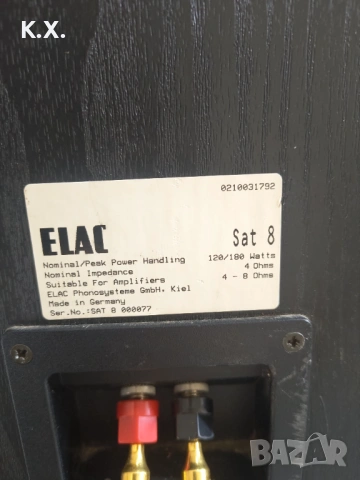 K.X.
0210031792
ELAC Sat 8
Nominal/Peak Power Handling 120/180 Watts
Nominal Impedance 4 Ohms
Suitable For Amplifiers 4 - 8 Ohms
ELAC Phonosysteme GmbH, Kiel
Made in Germany
Ser.No.:SAT 8 000077
BAZAR